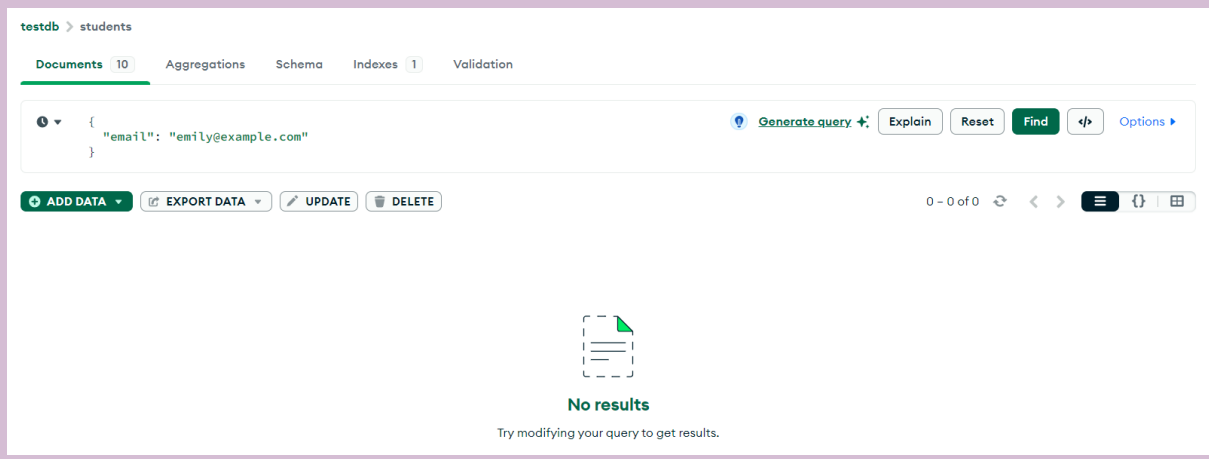 testdb > students
Documents 10 Aggregations Schema Indexes 1 Validation
{
"email": "emily@example.com"
}
Generate query Explain Reset Find </> Options
ADD DATA EXPORT DATA UPDATE DELETE 0 – 0 of 0 {}
No results
Try modifying your query to get results.